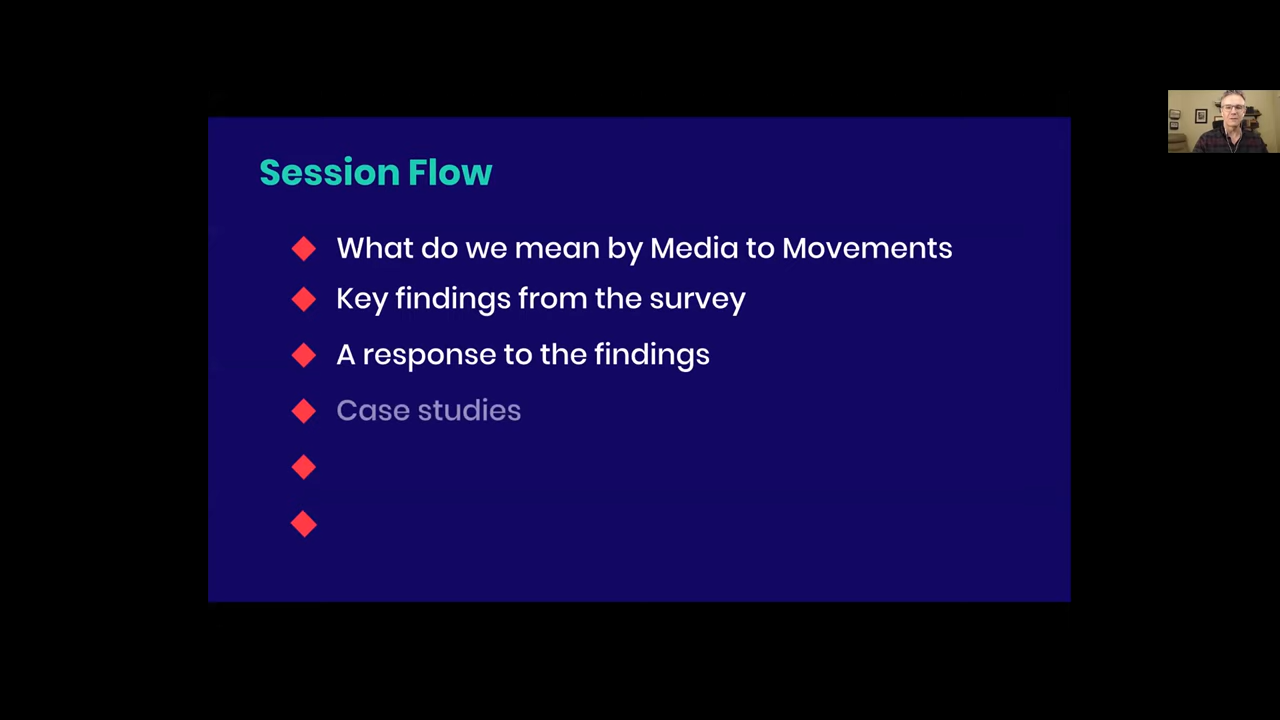 Session Flow
What do we mean by Media to Movements
Key findings from the survey
A response to the findings
Case studies